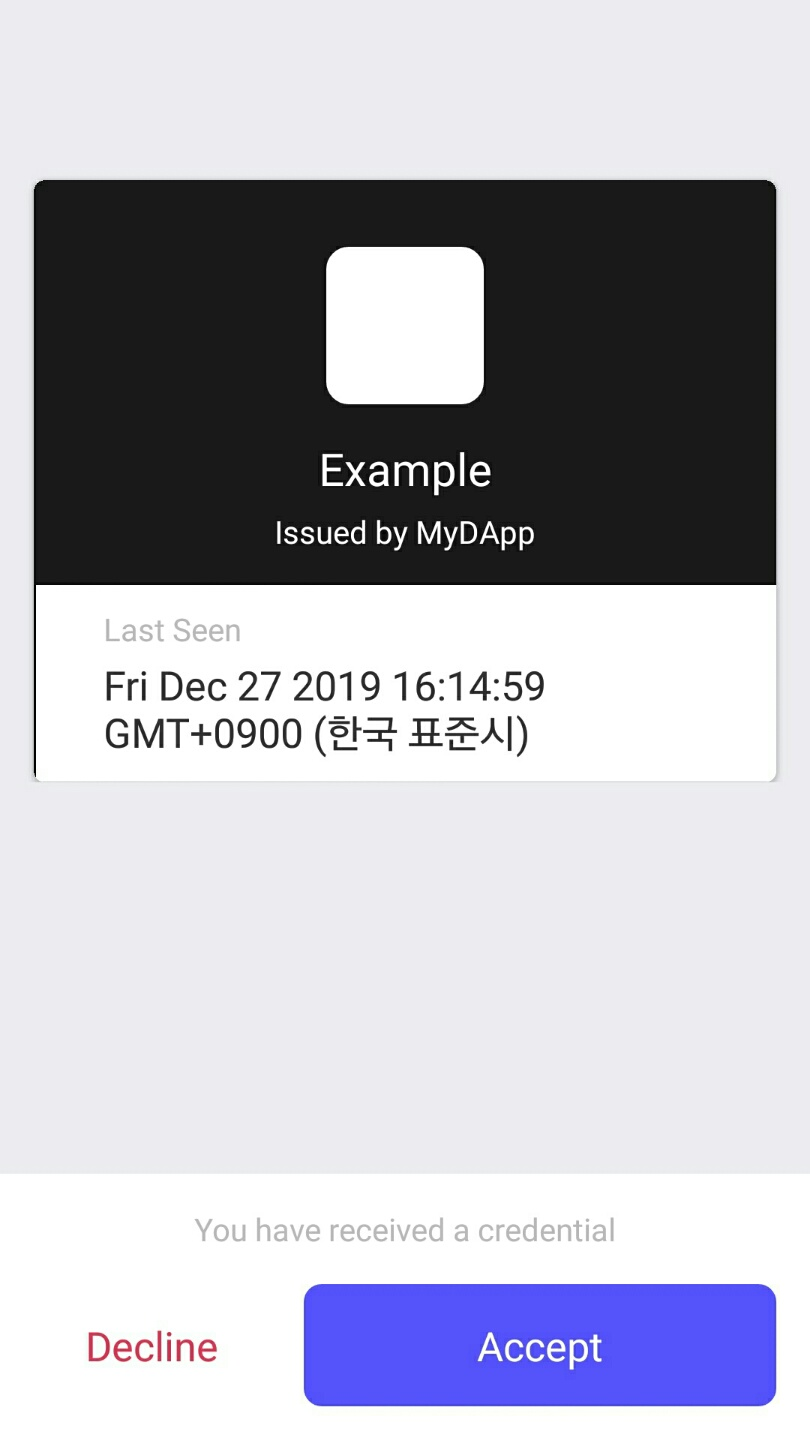 Example
Issued by MyDApp
Last Seen
Fri Dec 27 2019 16:14:59
GMT+0900 (한국 표준시)
You have received a credential
Decline
Accept